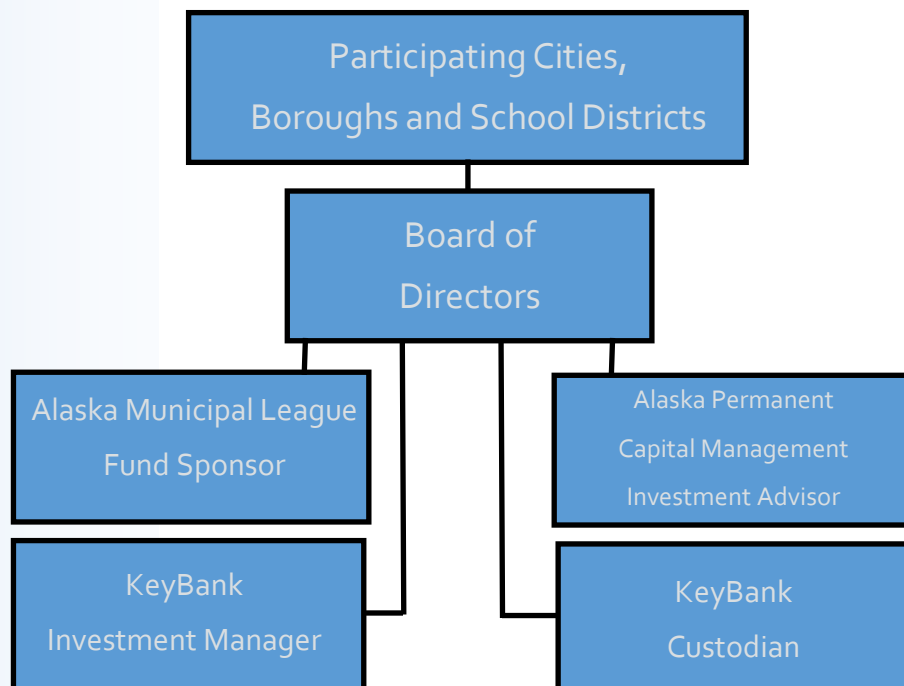 Participating Cities,
Boroughs and School Districts
Board of
Directors
Alaska Municipal League
Fund Sponsor
Alaska Permanent
Capital Management
Investment Advisor
KeyBank
Investment Manager
KeyBank
Custodian